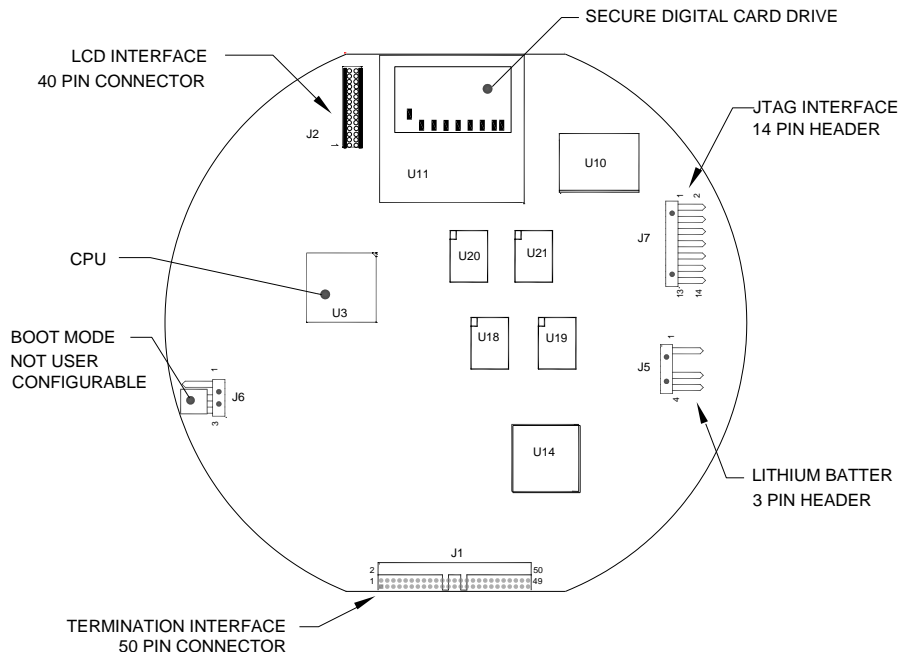 SECURE DIGITAL CARD DRIVE
LCD INTERFACE
40 PIN CONNECTOR
J2
1
U11
U10
JTAG INTERFACE
14 PIN HEADER
1
2
J7
13
14
U20
U21
CPU
U3
U18
U19
BOOT MODE
NOT USER
CONFIGURABLE
1
J6
3
1
J5
4
U14
LITHIUM BATTER
3 PIN HEADER
J1
2
50
1
49
TERMINATION INTERFACE
50 PIN CONNECTOR